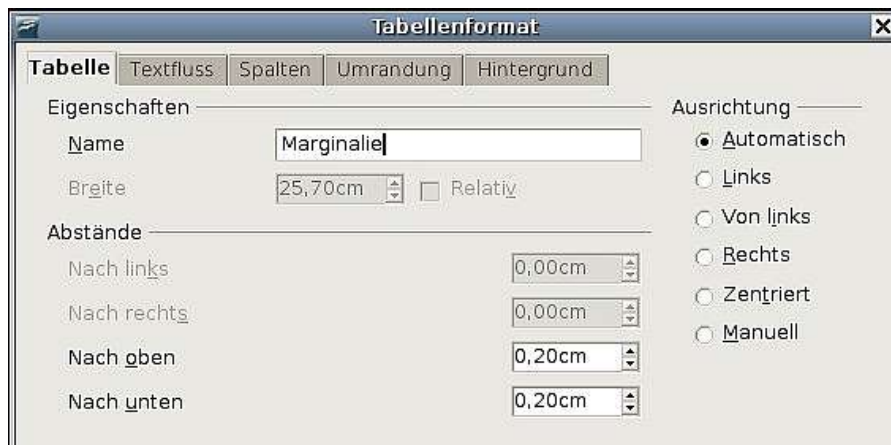 Tabellenformat
Tabelle Textfluss Spalten Umrandung Hintergrund
Eigenschaften
Name Marginalie
Breite 25,70cm Relativ
Abstände
Nach links 0,00cm
Nach rechts 0,00cm
Nach oben 0,20cm
Nach unten 0,20cm
Ausrichtung
Automatisch
Links
Von links
Rechts
Zentriert
Manuell